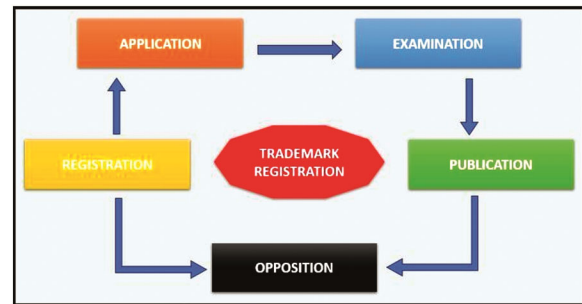 APPLICATION
EXAMINATION
REGISTRATION
TRADEMARK
REGISTRATION
PUBLICATION
OPPOSITION